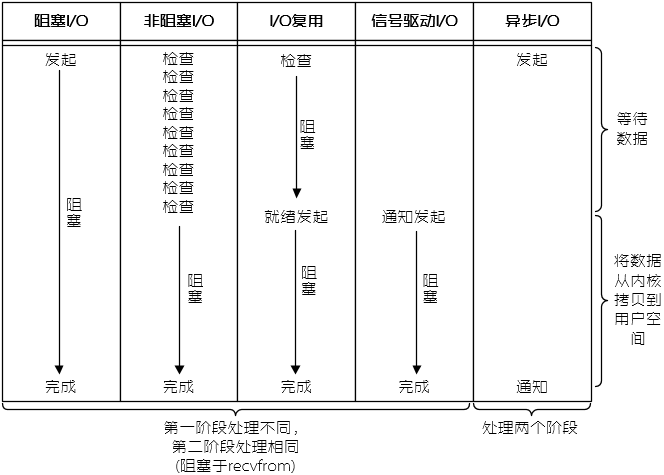 阻塞I/O 非阻塞I/O I/O复用 信号驱动I/O 异步I/O
发起 检查 检查 发起
检查
检查
检查
检查
检查
检查
检查
检查
阻塞
阻塞
就绪发起 通知发起
阻塞 阻塞 阻塞
完成 完成 完成 完成 通知
等待
数据
将数据
从内核
拷贝到
用户空
间
第一阶段处理不同，
第二阶段处理相同
(阻塞于recvfrom)
处理两个阶段